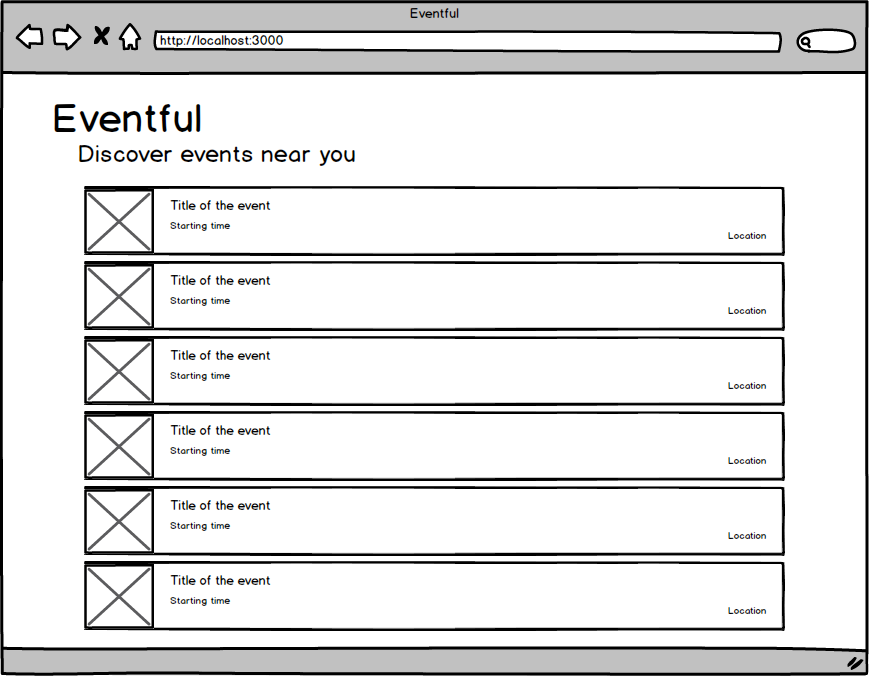 Eventful
http://localhost:3000
Eventful
Discover events near you
Title of the event
Starting time
Location
Title of the event
Starting time
Location
Title of the event
Starting time
Location
Title of the event
Starting time
Location
Title of the event
Starting time
Location
Title of the event
Starting time
Location